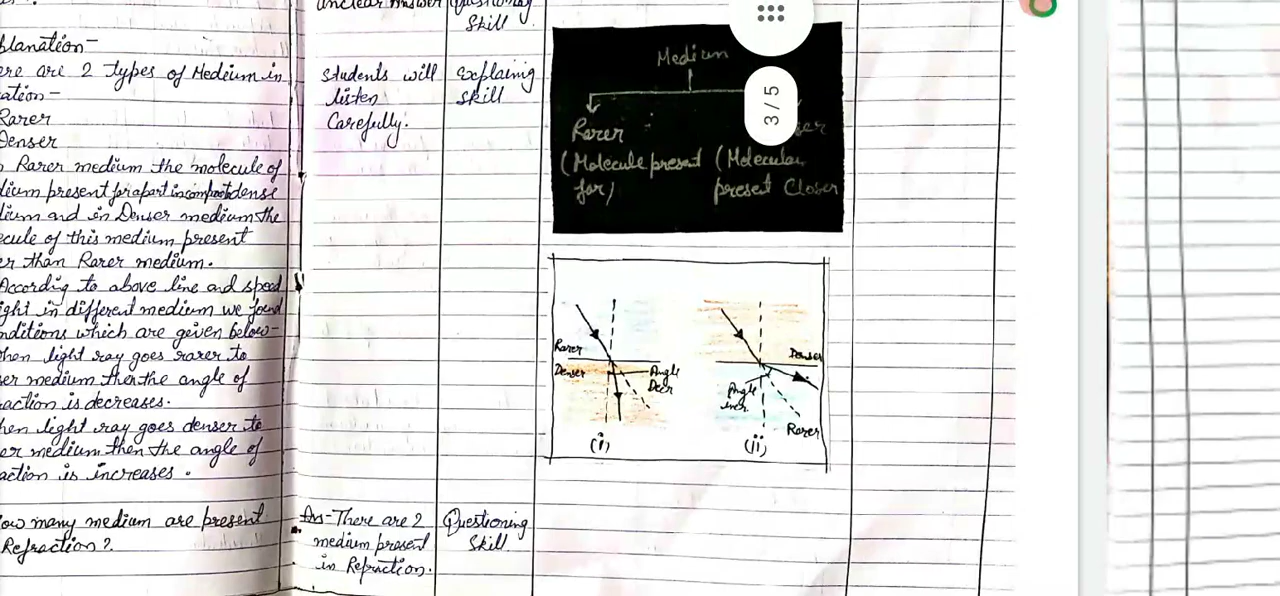 unclear Answer
Questioning
Skill
planation-
ere are 2 types of Medium in
ation-
Rarer
Denser
Rarer medium the molecule of
dium present far apart in compare dense
dium and in Denser medium the
ecule of this medium present
er than Rarer medium.
According to above line and speed
ight in different medium we found
nditions which are given below-
hen light ray goes rarer to
ser medium then the angle of
action is decreases.
hen light ray goes denser to
er medium then the angle of
action is increases.
ow many medium are present
Refraction?
Students will
listen
Carefully.
Explaining
Skill
Medium
Rarer
ser
(Molecule present
far)
(Molecular
present Closer
3/5
Rarer
Denser
Angle
Decr
(i)
Denser
Angle
incr.
Rarer
(ii)
An-There are 2
medium present
in Refraction.
Questioning
Skill